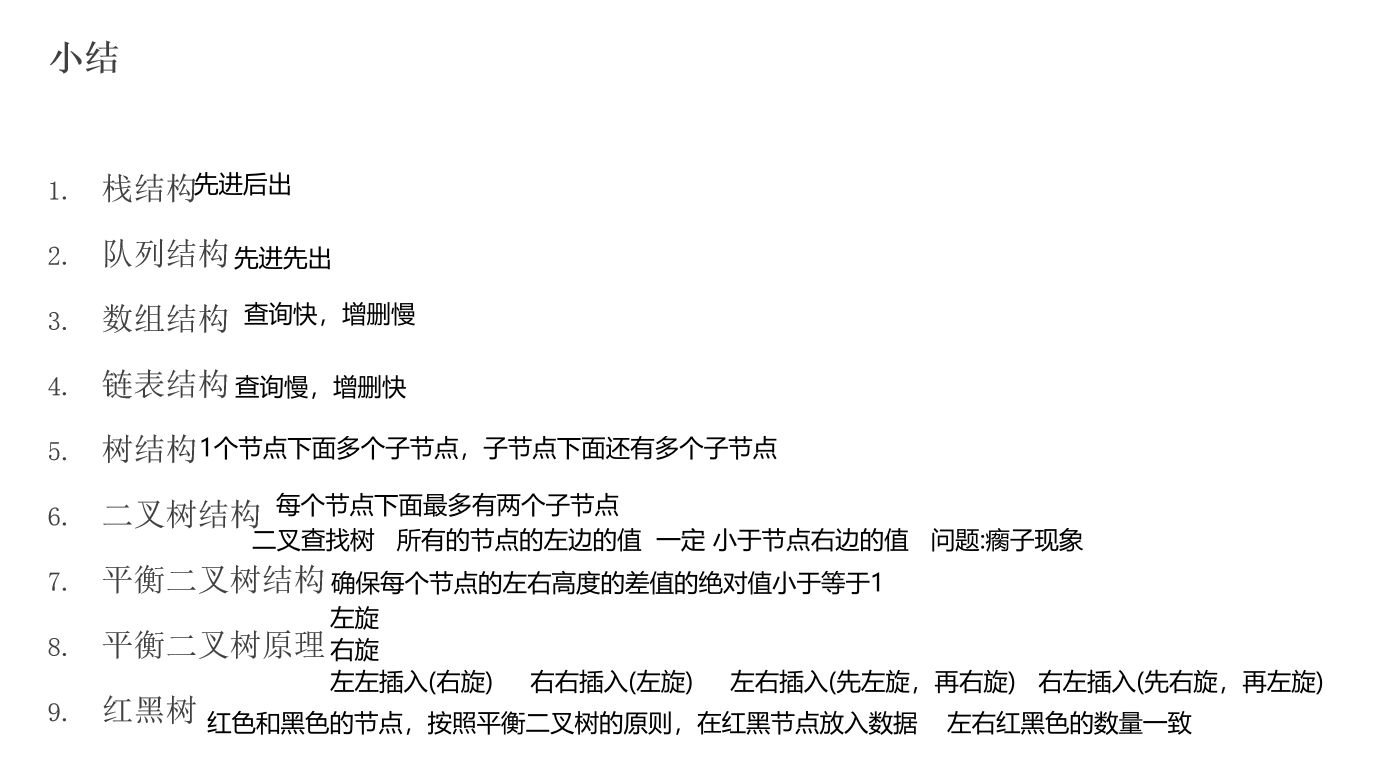 小结
1. 栈结构先进后出
2. 队列结构 先进先出
3. 数组结构 查询快，增删慢
4. 链表结构 查询慢，增删快
5. 树结构 1个节点下面多个子节点，子节点下面还有多个子节点
6. 二叉树结构 每个节点下面最多有两个子节点
二叉查找树 所有的节点的左边的值 一定 小于节点右边的值 问题:瘸子现象
7. 平衡二叉树结构 确保每个节点的左右高度的差值的绝对值小于等于1
左旋
8. 平衡二叉树原理 右旋
左左插入(右旋) 右右插入(左旋) 左右插入(先左旋，再右旋) 右左插入(先右旋，再左旋)
9. 红黑树 红色和黑色的节点，按照平衡二叉树的原则，在红黑节点放入数据 左右红黑色的数量一致